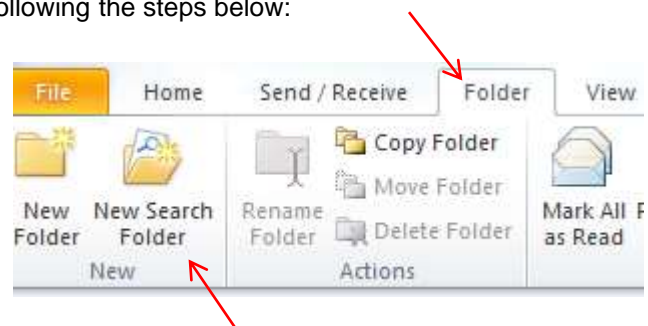 ollowing the steps below:
File Home Send / Receive Folder View
New Folder
New Search Folder
Rename Folder
Copy Folder
Move Folder
Delete Folder
Mark All as Read
New Actions